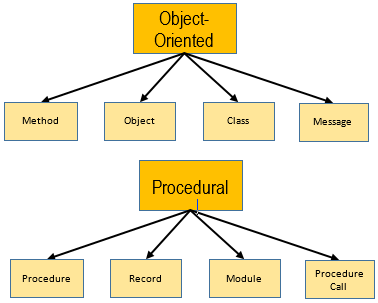 Object-
Oriented
Method
Object
Class
Message
Procedural
Procedure
Record
Module
Procedure
Call